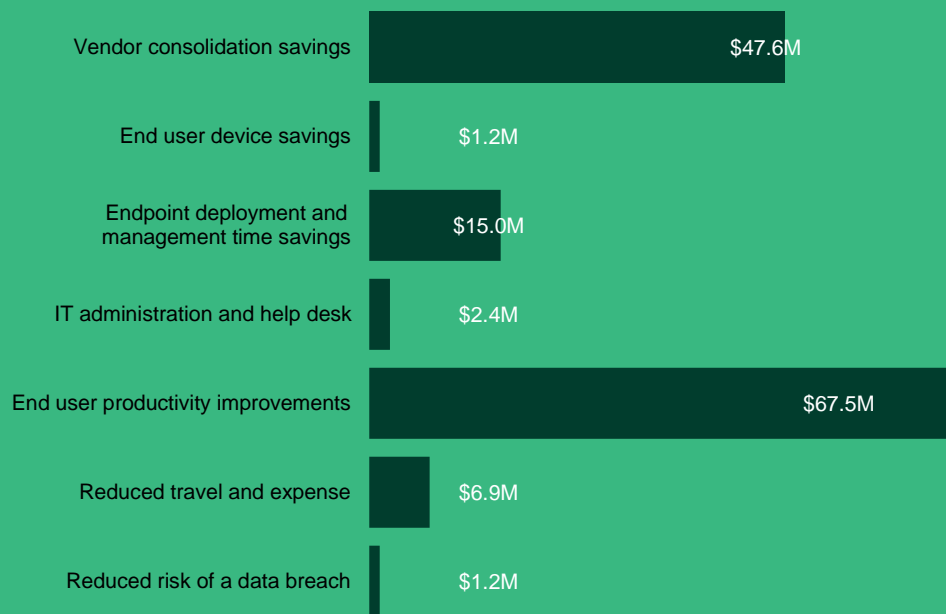 Vendor consolidation savings $47.6M
End user device savings $1.2M
Endpoint deployment and
management time savings $15.0M
IT administration and help desk $2.4M
End user productivity improvements $67.5M
Reduced travel and expense $6.9M
Reduced risk of a data breach $1.2M